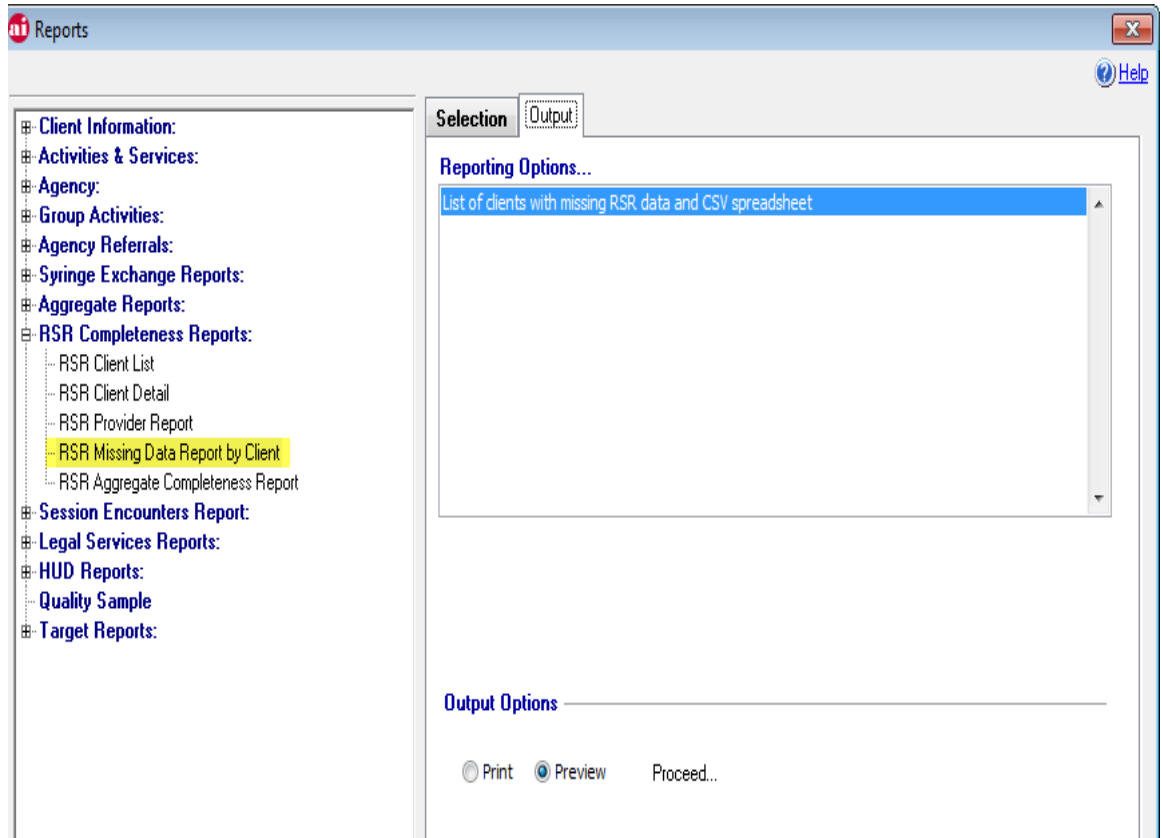 ai Reports
X
? Help
Client Information:
Activities & Services:
Agency:
Group Activities:
Agency Referrals:
Syringe Exchange Reports:
Aggregate Reports:
RSR Completeness Reports:
RSR Client List
RSR Client Detail
RSR Provider Report
RSR Missing Data Report by Client
RSR Aggregate Completeness Report
Session Encounters Report:
Legal Services Reports:
HUD Reports:
Quality Sample
Target Reports:
Selection Output
Reporting Options...
List of clients with missing RSR data and CSV spreadsheet
Output Options
Print Preview Proceed...